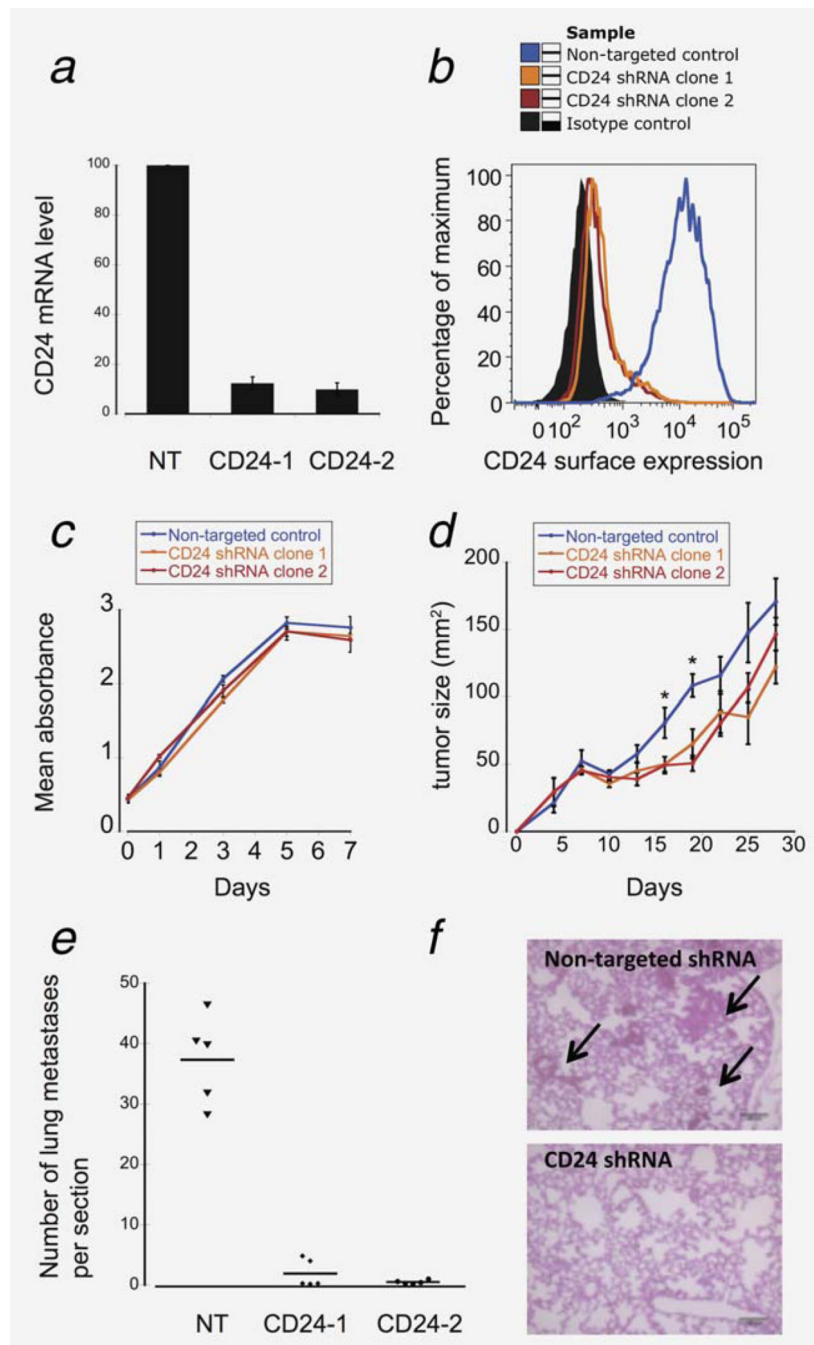 a
CD24 mRNA level
100
80
60
40
20
0
NT CD24-1 CD24-2
b
Sample
Non-targeted control
CD24 shRNA clone 1
CD24 shRNA clone 2
Isotype control
Percentage of maximum
100
80
60
40
20
0
0 10² 10³ 10⁴ 10⁵
CD24 surface expression
c
Non-targeted control
CD24 shRNA clone 1
CD24 shRNA clone 2
Mean absorbance
3
2
1
0
0 1 2 3 4 5 6 7
Days
d
Non-targeted control
CD24 shRNA clone 1
CD24 shRNA clone 2
tumor size (mm²)
200
150
100
50
0
* *
0 5 10 15 20 25 30
Days
e
Number of lung metastases
per section
50
40
30
20
10
0
NT CD24-1 CD24-2
f
Non-targeted shRNA
CD24 shRNA